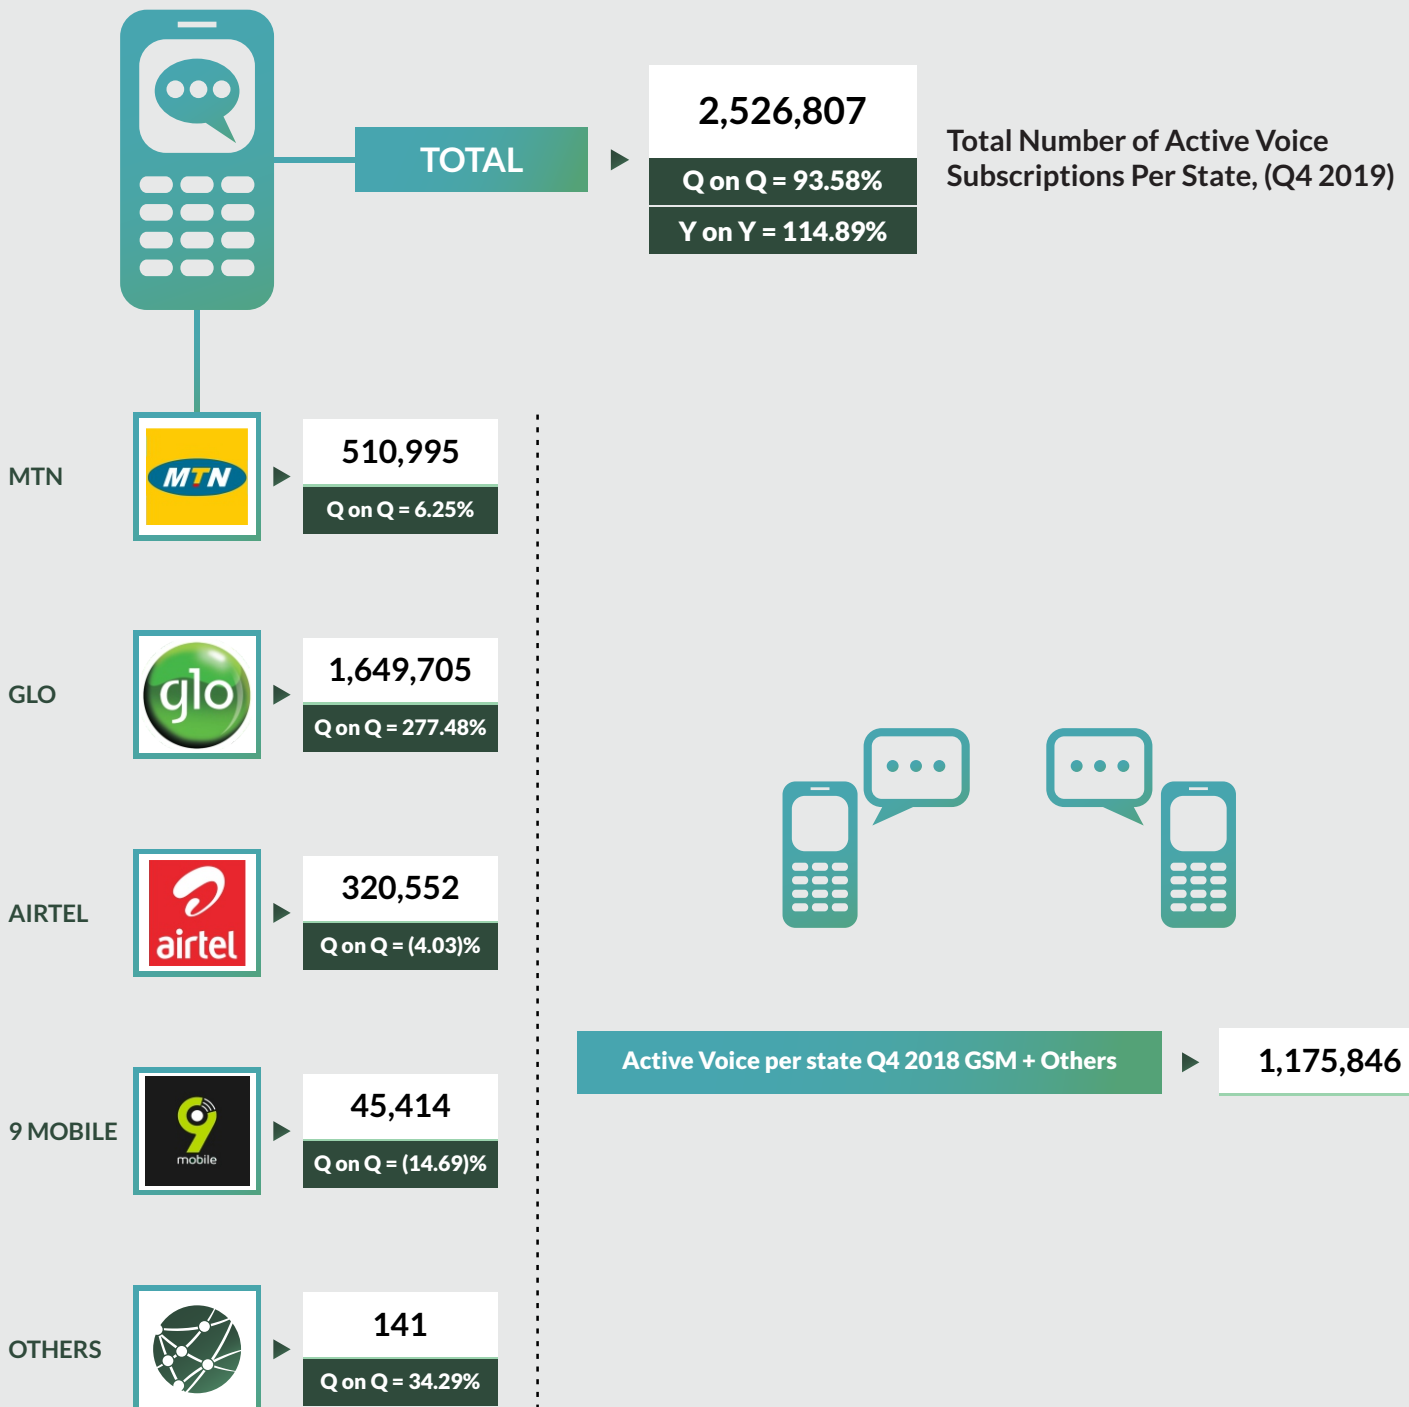 TOTAL
2,526,807
Q on Q = 93.58%
Y on Y = 114.89%
Total Number of Active Voice
Subscriptions Per State, (Q4 2019)
MTN
MTN
510,995
Q on Q = 6.25%
GLO
glo
1,649,705
Q on Q = 277.48%
AIRTEL
airtel
320,552
Q on Q = (4.03)%
Active Voice per state Q4 2018 GSM + Others
1,175,846
9 MOBILE
9
mobile
45,414
Q on Q = (14.69)%
OTHERS
141
Q on Q = 34.29%